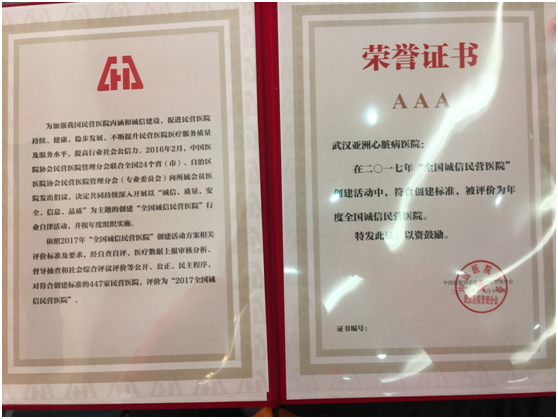 为加强我国民营医院内涵和诚信建设，促进民营医院
持续、健康、稳步发展，不断提升民营医院医疗服务质量
及服务水平，提高行业社会公信力。2016年2月，中国医
院协会民营医院管理分会联合全国24个省（市）、自治区
医院协会民营医院管理分会（专业委员会）向所属会员医
院发出倡议，决定共同持续深入开展以“诚信、质量、安
全、信息、品质”为主题的创建“全国诚信民营医院”行
业自律活动，并按年度组织实施。
依照2017年“全国诚信民营医院”创建活动方案相关
评价标准及要求，经自查自评、医疗数据上报审核分析、
督导抽查和社会综合评议评价等公开、公正、民主程序，
对符合创建标准的447家民营医院，评价为“2017全国诚
信民营医院”。
荣誉证书
AAA
武汉亚洲心脏病医院：
在二〇一七年“全国诚信民营医院”
创建活动中，符合创建标准，被评价为年
度全国诚信民营医院。
特发此证，以资鼓励。
证书编号：